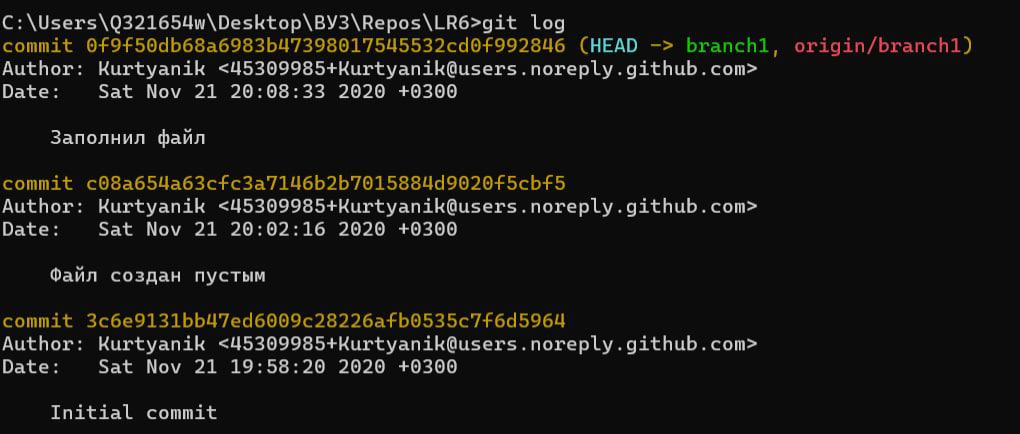 C:\Users\Q321654w\Desktop\ВУЗ\Repos\LR6>git log
commit 0f9f50db68a6983b47398017545532cd0f992846 (HEAD -> branch1, origin/branch1)
Author: Kurtyanik <45309985+Kurtyanik@users.noreply.github.com>
Date:   Sat Nov 21 20:08:33 2020 +0300
    Заполнил файл
commit c08a654a63cfc3a7146b2b7015884d9020f5cbf5
Author: Kurtyanik <45309985+Kurtyanik@users.noreply.github.com>
Date:   Sat Nov 21 20:02:16 2020 +0300
    Файл создан пустым
commit 3c6e9131bb47ed6009c28226afb0535c7f6d5964
Author: Kurtyanik <45309985+Kurtyanik@users.noreply.github.com>
Date:   Sat Nov 21 19:58:20 2020 +0300
    Initial commit